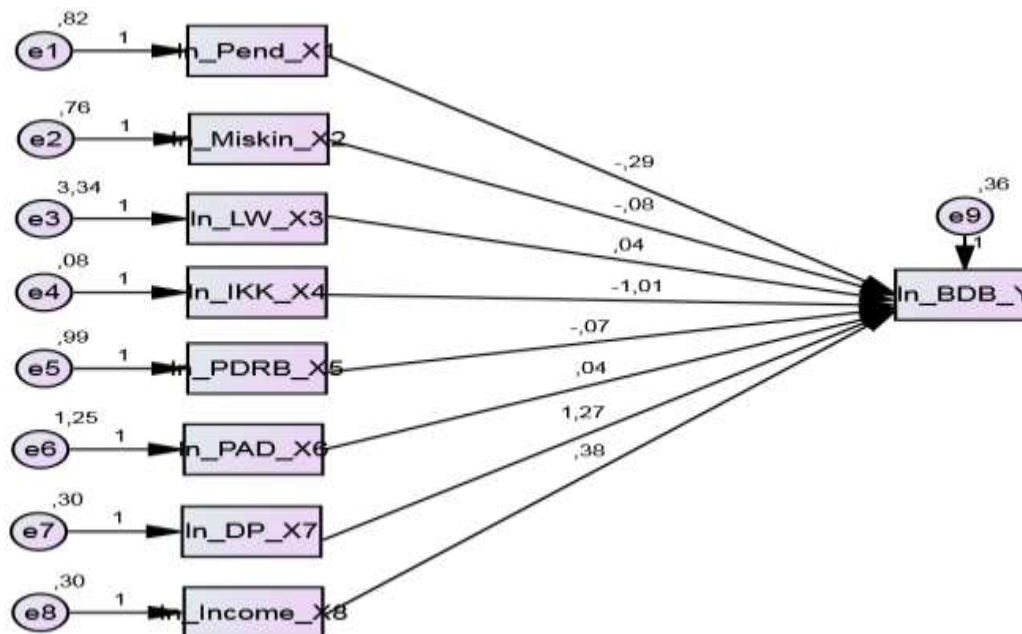 ,82
e1
1
ln_Pend_X1
,76
e2
1
ln_Miskin_X2
3,34
e3
1
ln_LW_X3
,08
e4
1
ln_IKK_X4
,99
e5
1
ln_PDRB_X5
1,25
e6
1
ln_PAD_X6
,30
e7
1
ln_DP_X7
,30
e8
1
ln_Income_X8
-,29
-,08
,04
-1,01
-,07
,04
1,27
,38
,36
e9
1
ln_BDB_Y